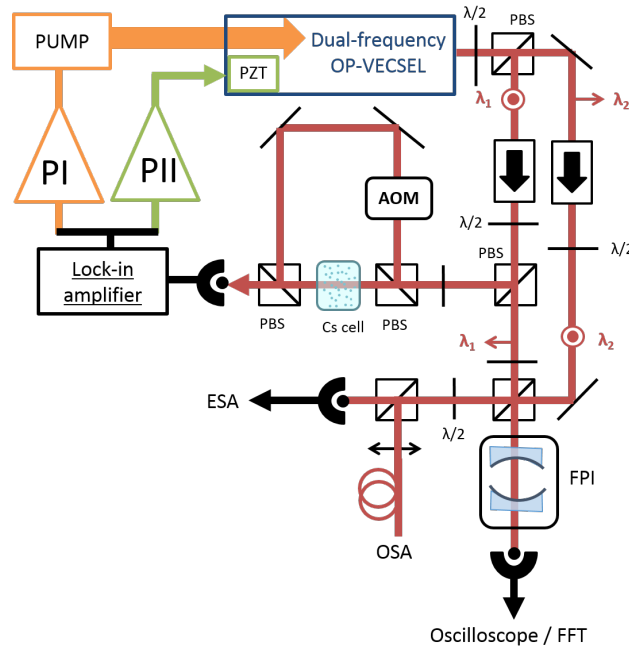 PUMP
Dual-frequency
OP-VECSEL
PZT
λ/2
PBS
λ₁
λ₂
PI
PII
AOM
λ/2
λ/2
PBS
Lock-in
amplifier
PBS
Cs cell
PBS
λ₁
λ₂
ESA
λ/2
FPI
OSA
Oscilloscope / FFT